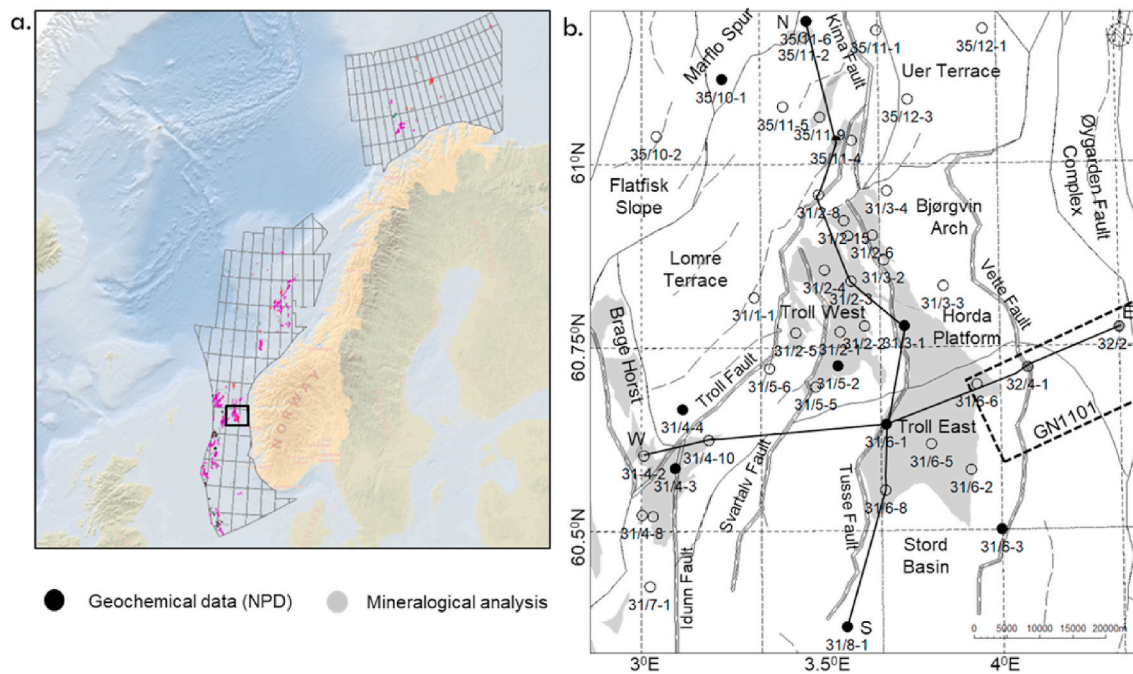 a.
NORWAY
Geochemical data (NPD)
Mineralogical analysis
b.
N
35/11-6
35/11-2
Kima Fault
35/11-1
35/12-1
Marflo Spur
Uer Terrace
35/10-1
35/11-5
35/12-3
35/11-9
35/10-2
35/11-4
Øygarden Fault
Complex
61°N
Flatfisk
Slope
31/2-8
31/3-4
Bjørgvin
Arch
31/2-15
31/2-6
Lomre
Terrace
31/2-4
31/3-2
31/2-3
Vette Fault
31/3-3
31/1-1
Troll West
Horda
Platform
E
Brage Horst
31/2-5
31/2-1
31/2-2
31/3-1
32/2-
60.75°N
Troll Fault
31/5-6
31/5-2
31/5-5
31/6-6
32/4-1
GN1101
31/4-4
W
31/6-1
Troll East
31-4-2
31/4-10
31/6-5
31/4-3
Svartalv Fault
Tusse Fault
31/6-2
31/6-8
31/4-8
60.5°N
31/6-3
Stord
Basin
Idunn Fault
31/7-1
S
31/8-1
0 5000 10000 15000 20000m
3°E
3.5°E
4°E